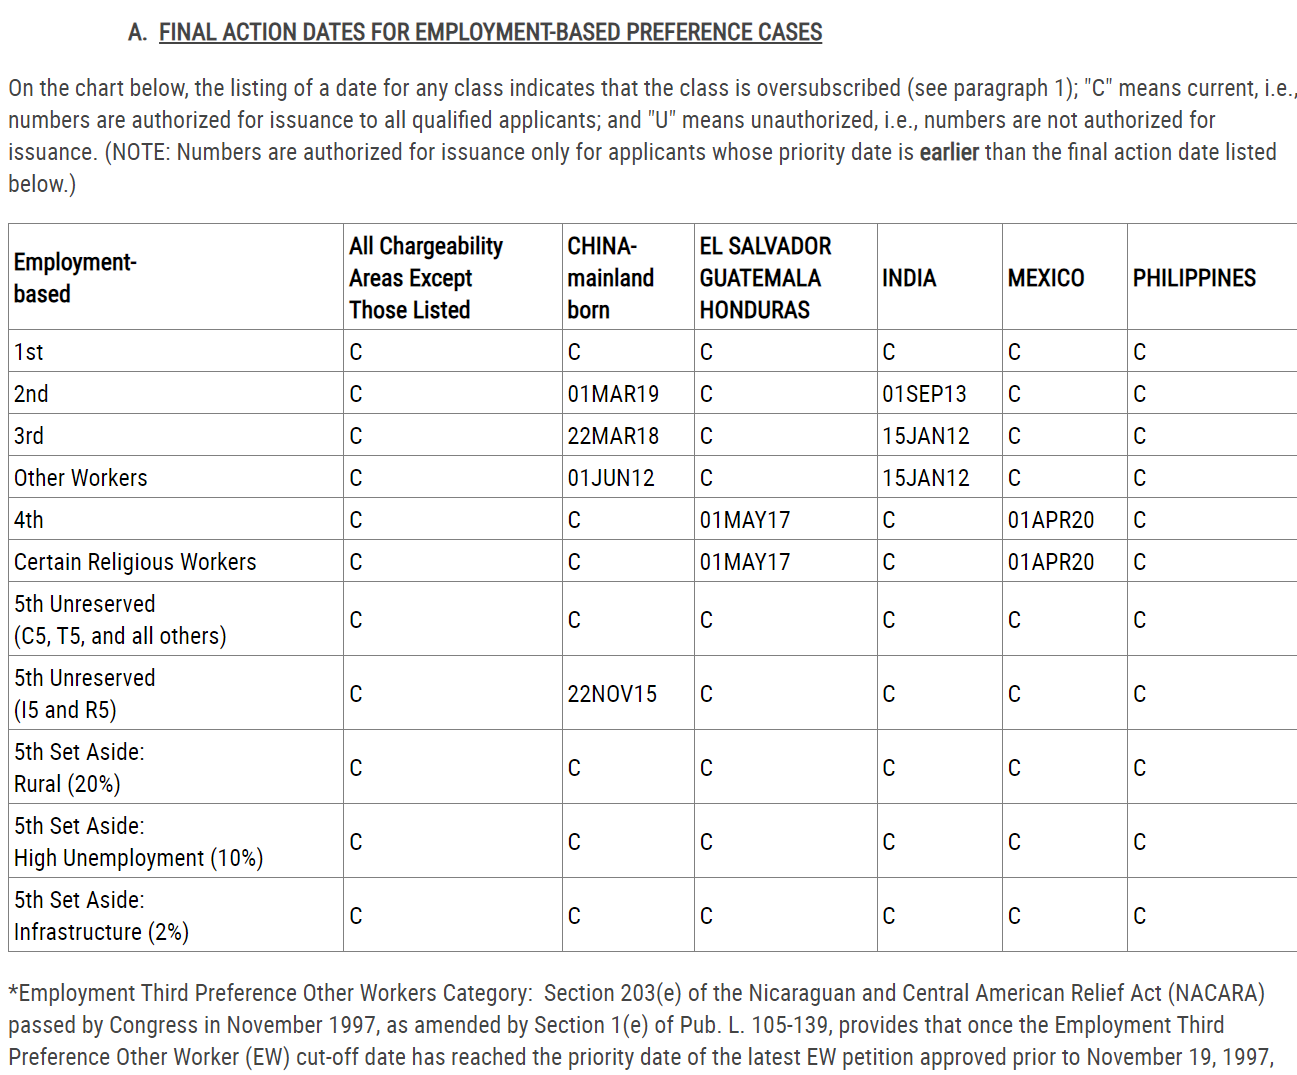 A. FINAL ACTION DATES FOR EMPLOYMENT-BASED PREFERENCE CASES
On the chart below, the listing of a date for any class indicates that the class is oversubscribed (see paragraph 1); "C" means current, i.e.,
numbers are authorized for issuance to all qualified applicants; and "U" means unauthorized, i.e., numbers are not authorized for
issuance. (NOTE: Numbers are authorized for issuance only for applicants whose priority date is earlier than the final action date listed
below.)
Employment-
based
All Chargeability
Areas Except
Those Listed
CHINA-
mainland
born
EL SALVADOR
GUATEMALA
HONDURAS
INDIA
MEXICO
PHILIPPINES
1st C C C C C C
2nd C 01MAR19 C 01SEP13 C C
3rd C 22MAR18 C 15JAN12 C C
Other Workers C 01JUN12 C 15JAN12 C C
4th C C 01MAY17 C 01APR20 C
Certain Religious Workers C C 01MAY17 C 01APR20 C
5th Unreserved
(C5, T5, and all others)
C C C C C C
5th Unreserved
(I5 and R5)
C 22NOV15 C C C C
5th Set Aside:
Rural (20%)
C C C C C C
5th Set Aside:
High Unemployment (10%)
C C C C C C
5th Set Aside:
Infrastructure (2%)
C C C C C C
*Employment Third Preference Other Workers Category: Section 203(e) of the Nicaraguan and Central American Relief Act (NACARA)
passed by Congress in November 1997, as amended by Section 1(e) of Pub. L. 105-139, provides that once the Employment Third
Preference Other Worker (EW) cut-off date has reached the priority date of the latest EW petition approved prior to November 19, 1997,